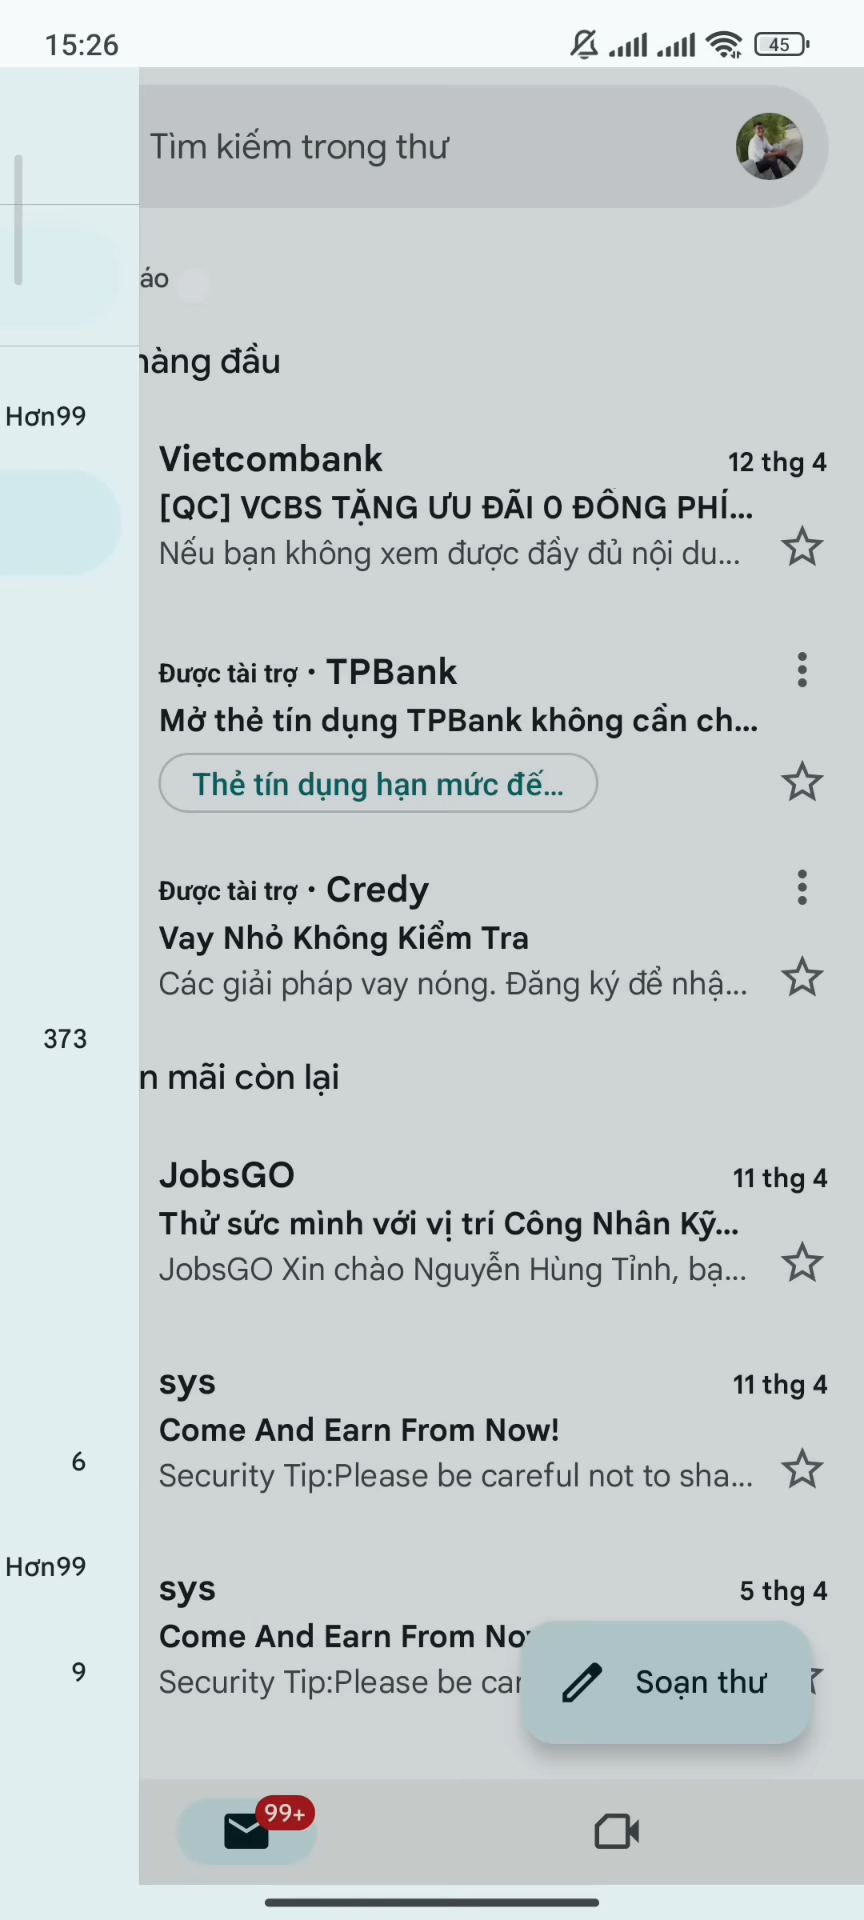 15:26
45
Tìm kiếm trong thư
áo
hàng đầu
Hơn99
Vietcombank
12 thg 4
[QC] VCBS TẶNG ƯU ĐÃI 0 ĐỒNG PHÍ...
Nếu bạn không xem được đầy đủ nội du...
Được tài trợ • TPBank
Mở thẻ tín dụng TPBank không cần ch...
Thẻ tín dụng hạn mức đế...
Được tài trợ • Credy
Vay Nhỏ Không Kiểm Tra
Các giải pháp vay nóng. Đăng ký để nhậ...
373
n mãi còn lại
JobsGO
11 thg 4
Thử sức mình với vị trí Công Nhân Kỹ...
JobsGO Xin chào Nguyễn Hùng Tỉnh, bạ...
sys
11 thg 4
Come And Earn From Now!
6
Security Tip:Please be careful not to sha...
Hơn99
sys
5 thg 4
Come And Earn From No
9
Security Tip:Please be car
Soạn thư
99+